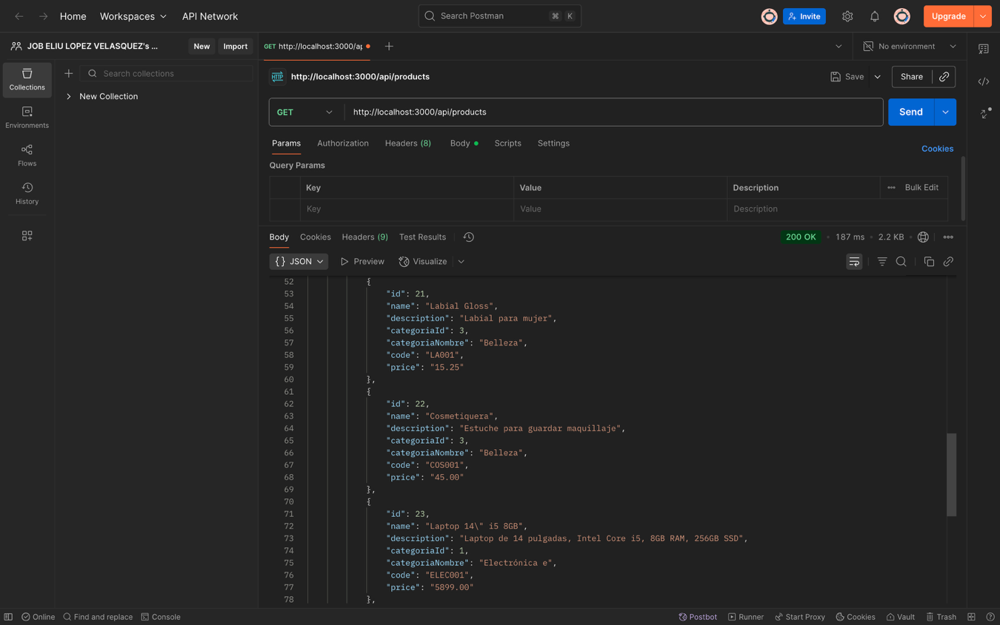 Home Workspaces API Network Search Postman ⌘ K Invite Upgrade
JOB ELIU LOPEZ VELASQUEZ's ... New Import GET http://localhost:3000/ap No environment
Collections
Environments
Flows
History
Search collections
New Collection
HTTP http://localhost:3000/api/products Save Share
GET http://localhost:3000/api/products Send
Params Authorization Headers (8) Body Scripts Settings Cookies
Query Params
Key Value Description ... Bulk Edit
Key Value Description
Body Cookies Headers (9) Test Results 200 OK • 187 ms • 2.2 KB
{} JSON Preview Visualize
52 {
53 "id": 21,
54 "name": "Labial Gloss",
55 "description": "Labial para mujer",
56 "categoriaId": 3,
57 "categoriaNombre": "Belleza",
58 "code": "LA001",
59 "price": "15.25"
60 },
61 {
62 "id": 22,
63 "name": "Cosmetiquera",
64 "description": "Estuche para guardar maquillaje",
65 "categoriaId": 3,
66 "categoriaNombre": "Belleza",
67 "code": "COS001",
68 "price": "45.00"
69 },
70 {
71 "id": 23,
72 "name": "Laptop 14\" i5 8GB",
73 "description": "Laptop de 14 pulgadas, Intel Core i5, 8GB RAM, 256GB SSD",
74 "categoriaId": 1,
75 "categoriaNombre": "Electrónica e",
76 "code": "ELEC001",
77 "price": "5899.00"
78 },
Online Find and replace Console Postbot Runner Start Proxy Cookies Vault Trash